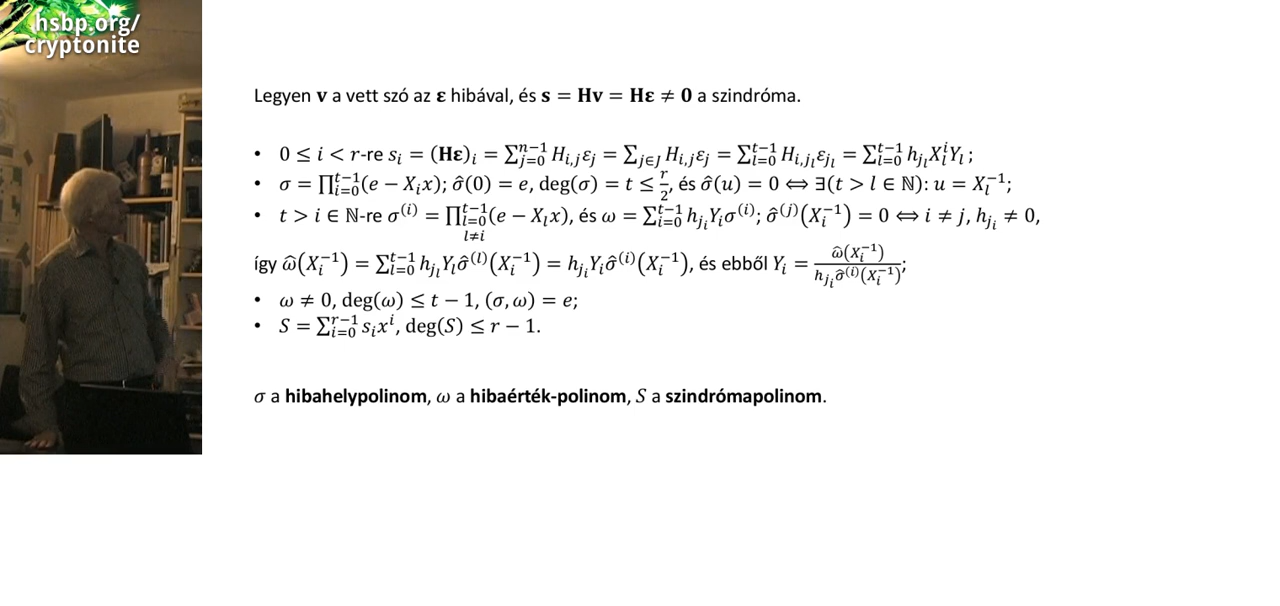 hsbp.org/
cryptonite
Legyen v a vett szó az ε hibával, és s = Hv = Hε ≠ 0 a szindróma.
• 0 ≤ i < r-re sᵢ = (Hε)ᵢ = ∑_{j=0}^{n−1} H_{i,j}ε_j = ∑_{j∈J} H_{i,j}ε_j = ∑_{l=0}^{t−1} H_{i,j_l}ε_{j_l} = ∑_{l=0}^{t−1} h_{j_l}X_l^i Y_l;
• σ = ∏_{i=0}^{t−1}(e − X_i x); σ̂(0) = e, deg(σ) = t ≤ r/2, és σ̂(u) = 0 ⇔ ∃(t > l ∈ ℕ): u = X_l^{−1};
• t > i ∈ ℕ-re σ^{(i)} = ∏_{l=0, l≠i}^{t−1}(e − X_l x), és ω = ∑_{i=0}^{t−1} h_{j_i}Y_iσ^{(i)}; σ̂^{(j)}(X_i^{−1}) = 0 ⇔ i ≠ j, h_{j_i} ≠ 0,
így ω̂(X_i^{−1}) = ∑_{l=0}^{t−1} h_{j_l}Y_lσ̂^{(l)}(X_i^{−1}) = h_{j_i}Y_iσ̂^{(i)}(X_i^{−1}), és ebből Y_i = ω̂(X_i^{−1})/(h_{j_i}σ̂^{(i)}(X_i^{−1}));
• ω ≠ 0, deg(ω) ≤ t − 1, (σ, ω) = e;
• S = ∑_{i=0}^{r−1} s_i x^i, deg(S) ≤ r − 1.
σ a hibahelypolinom, ω a hibaérték-polinom, S a szindrómapolinom.